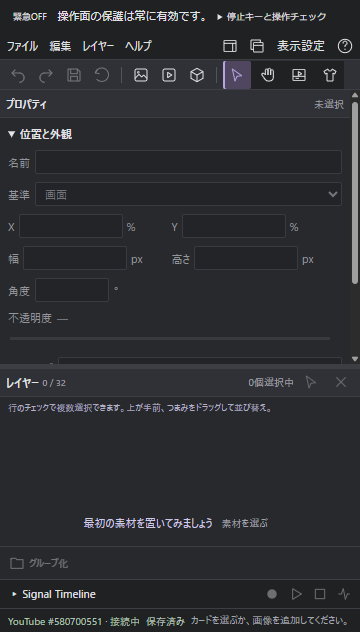 緊急OFF 操作面の保護は常に有効です。 ▶ 停止キーと操作チェック
ファイル 編集 レイヤー ヘルプ 表示設定
プロパティ 未選択
▼ 位置と外観
名前
基準 画面
X % Y %
幅 px 高さ px
角度 °
不透明度 —
レイヤー 0 / 32 0個選択中
行のチェックで複数選択できます。上が手前、つまみをドラッグして並び替え。
最初の素材を置いてみましょう 素材を選ぶ
グループ化
▸ Signal Timeline
YouTube #580700551 · 接続中 保存済み カードを選ぶか、画像を追加してください。